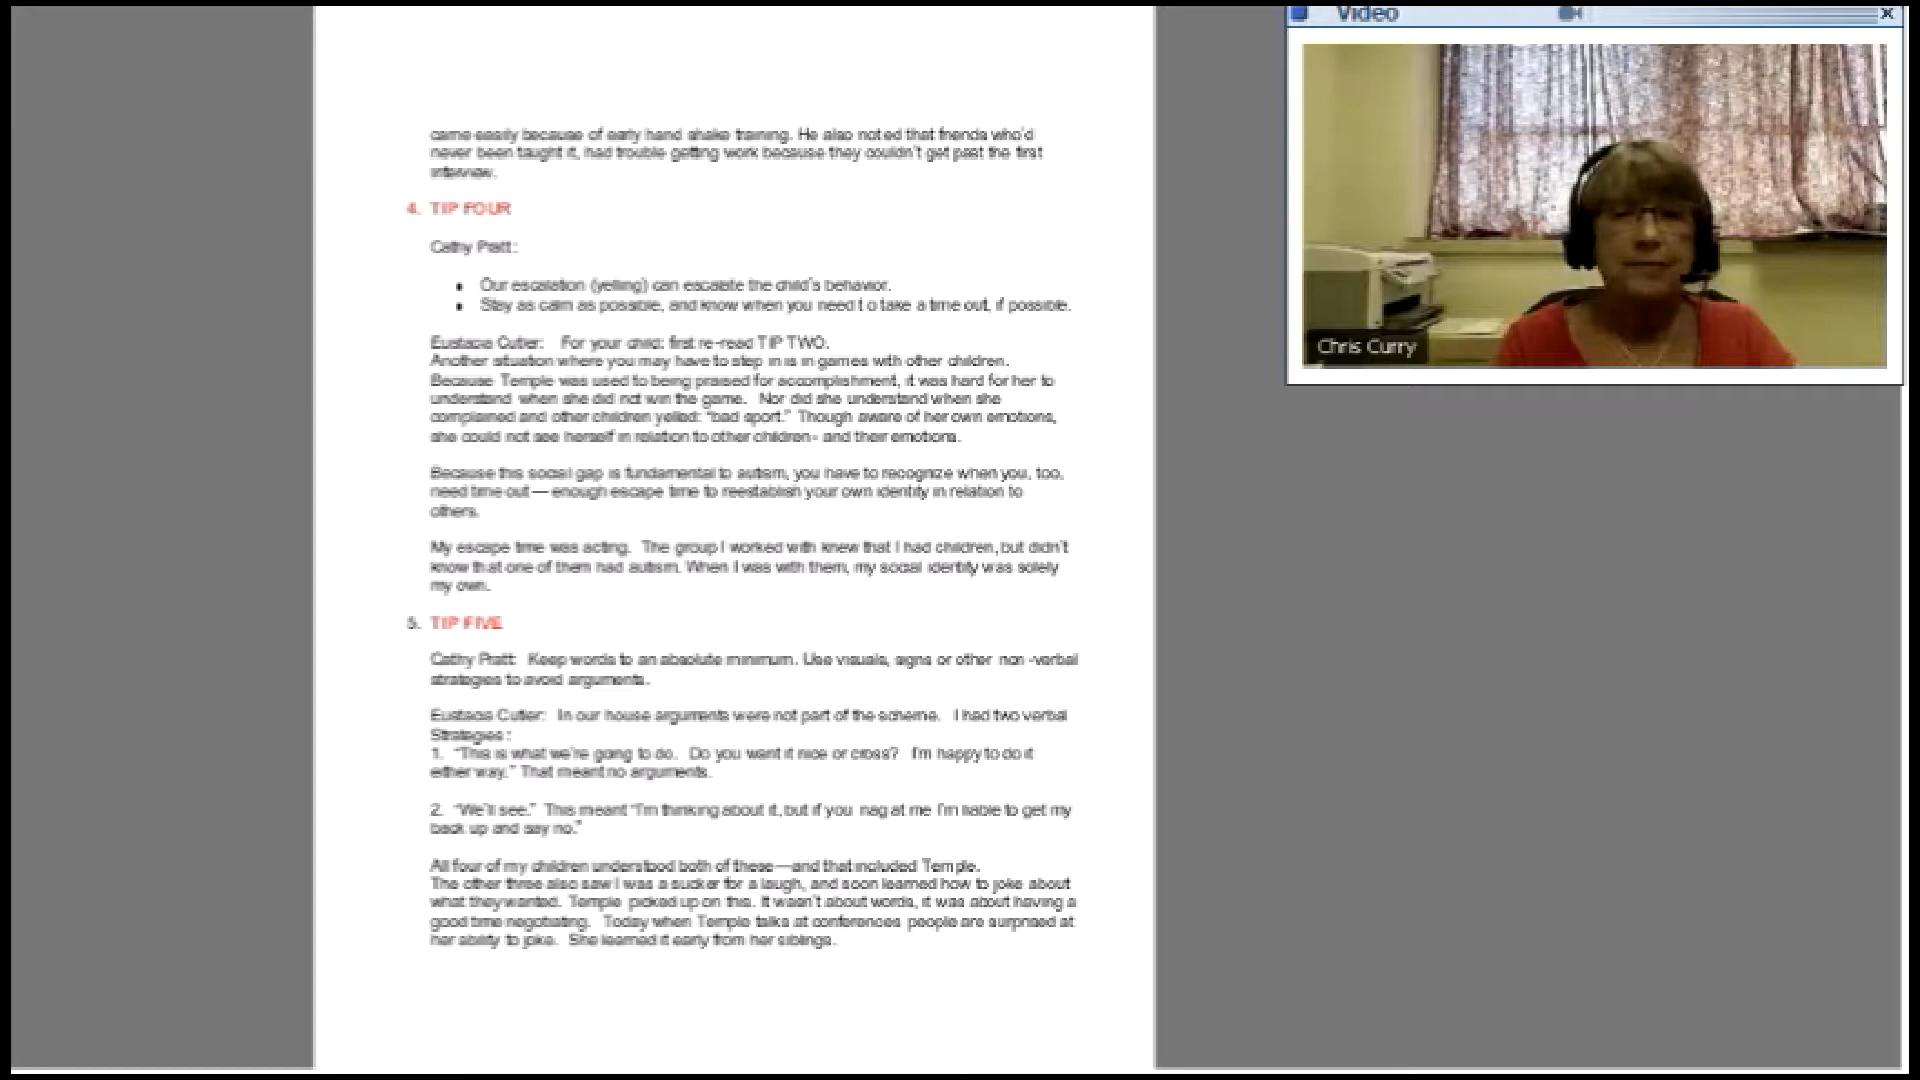 came easily because of early hand shake training. He also noted that friends who'd
never been taught it, had trouble getting work because they couldn't get past the first
interview.
4. TIP FOUR
Cathy Pratt:
• Our escalation (yelling) can escalate the child's behavior.
• Stay as calm as possible, and know when you need t o take a time out, if possible.
Eustacia Cutler: For your child: first re-read TIP TWO.
Another situation where you may have to step in is in games with other children.
Because Temple was used to being praised for accomplishment, it was hard for her to
understand when she did not win the game. Nor did she understand when she
complained and other children yelled: "bad sport." Though aware of her own emotions,
she could not see herself in relation to other children- and their emotions.
Because this social gap is fundamental to autism, you have to recognize when you, too,
need time out — enough escape time to reestablish your own identity in relation to
others.
My escape time was acting. The group I worked with knew that I had children, but didn't
know that one of them had autism. When I was with them, my social identity was solely
my own.
5. TIP FIVE
Cathy Pratt: Keep words to an absolute minimum. Use visuals, signs or other non -verbal
strategies to avoid arguments.
Eustacia Cutler: In our house arguments were not part of the scheme. I had two verbal
Strategies :
1. "This is what we're going to do. Do you want it nice or cross? I'm happy to do it
either way." That meant no arguments.
2. "We'll see." This meant "I'm thinking about it, but if you nag at me I'm liable to get my
back up and say no."
All four of my children understood both of these—and that included Temple.
The other three also saw I was a sucker for a laugh, and soon learned how to joke about
what they wanted. Temple picked up on this. It wasn't about words, it was about having a
good time negotiating. Today when Temple talks at conferences people are surprised at
her ability to joke. She learned it early from her siblings.
Video
Chris Curry